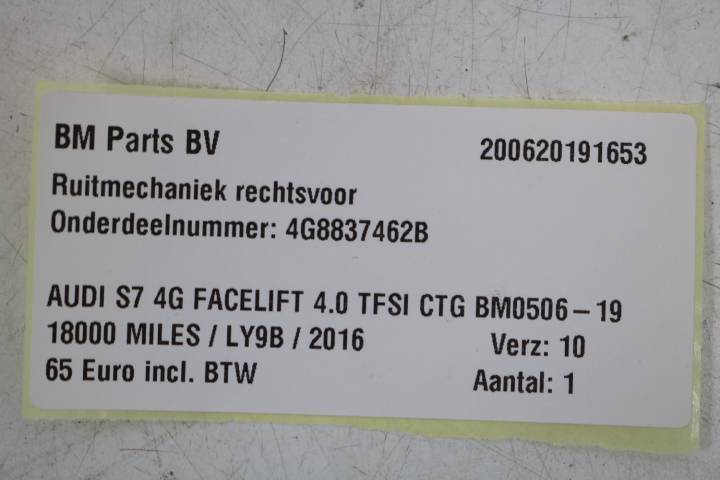 BM Parts BV 200620191653
Ruitmechaniek rechtsvoor
Onderdeelnummer: 4G8837462B
AUDI S7 4G FACELIFT 4.0 TFSI CTG BM0506-19
18000 MILES / LY9B / 2016 Verz: 10
65 Euro incl. BTW Aantal: 1